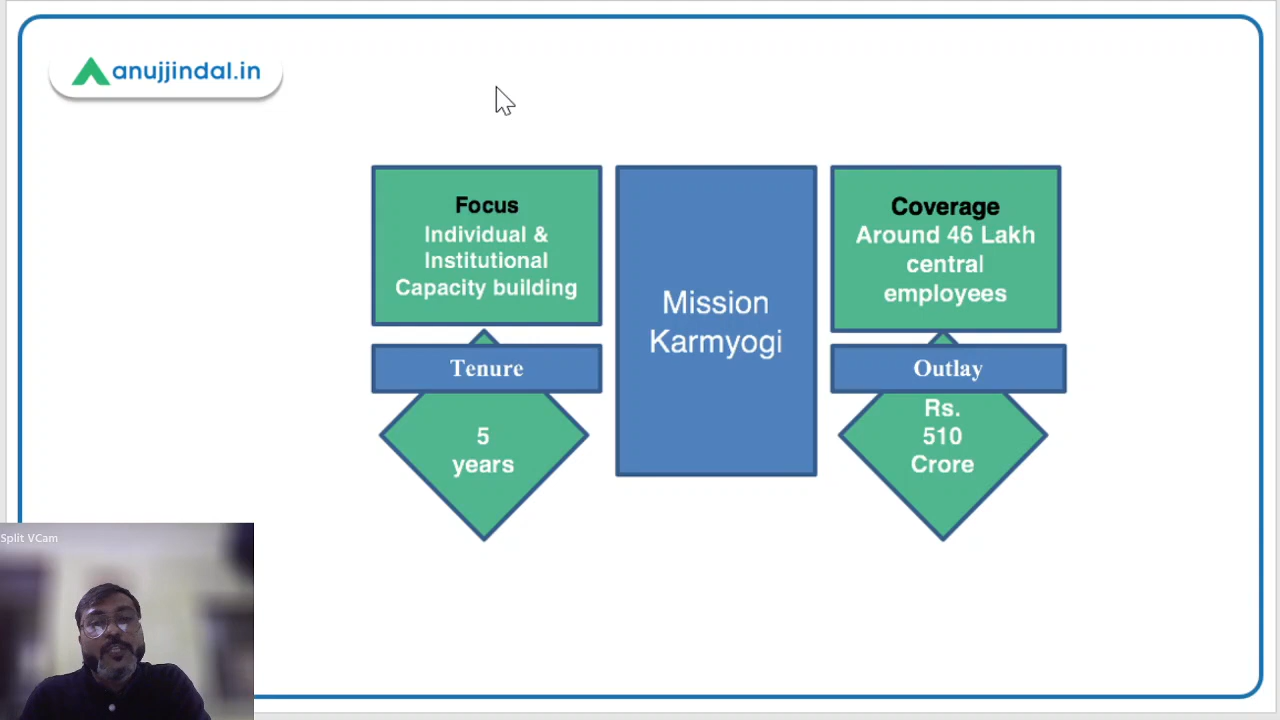 anujjindal.in
Focus
Individual &
Institutional
Capacity building
Tenure
5
years
Mission
Karmyogi
Coverage
Around 46 Lakh
central
employees
Outlay
Rs.
510
Crore
Split VCam